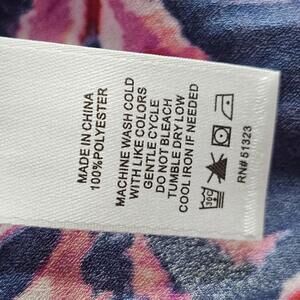 MADE IN CHINA
100%POLYESTER
MACHINE WASH COLD
WITH LIKE COLORS
GENTLE CYCLE
DO NOT BLEACH
TUMBLE DRY LOW
COOL IRON IF NEEDED
RN# 51323